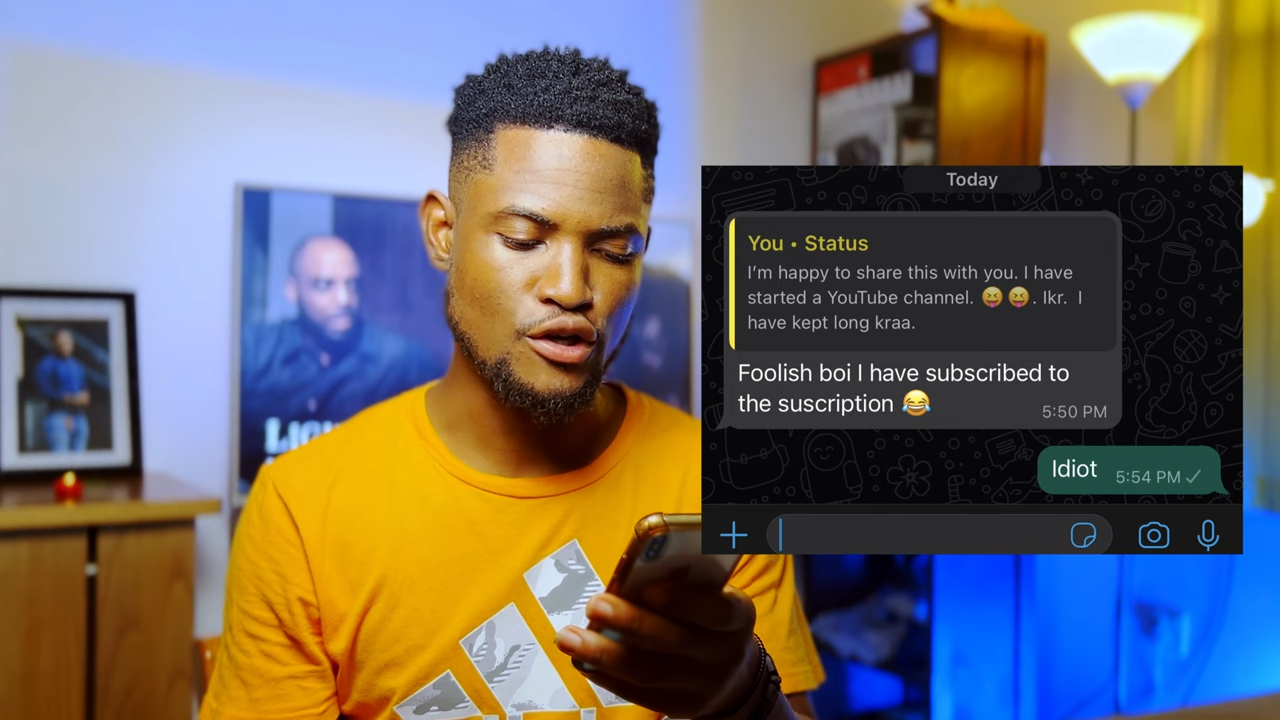 Today
You • Status
I’m happy to share this with you. I have
started a YouTube channel. 😝😝. Ikr. I
have kept long kraa.
Foolish boi I have subscribed to
the suscription 😂
5:50 PM
Idiot
5:54 PM